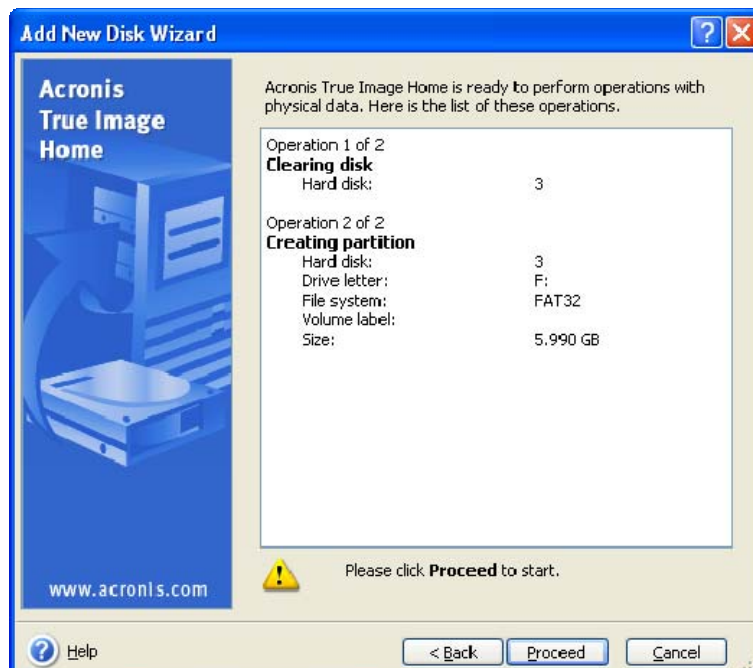 Add New Disk Wizard
Acronis
True Image
Home
Acronis True Image Home is ready to perform operations with
physical data. Here is the list of these operations.
Operation 1 of 2
Clearing disk
Hard disk: 3
Operation 2 of 2
Creating partition
Hard disk: 3
Drive letter: F:
File system: FAT32
Volume label:
Size: 5.990 GB
Please click Proceed to start.
www.acronis.com
Help
< Back
Proceed
Cancel